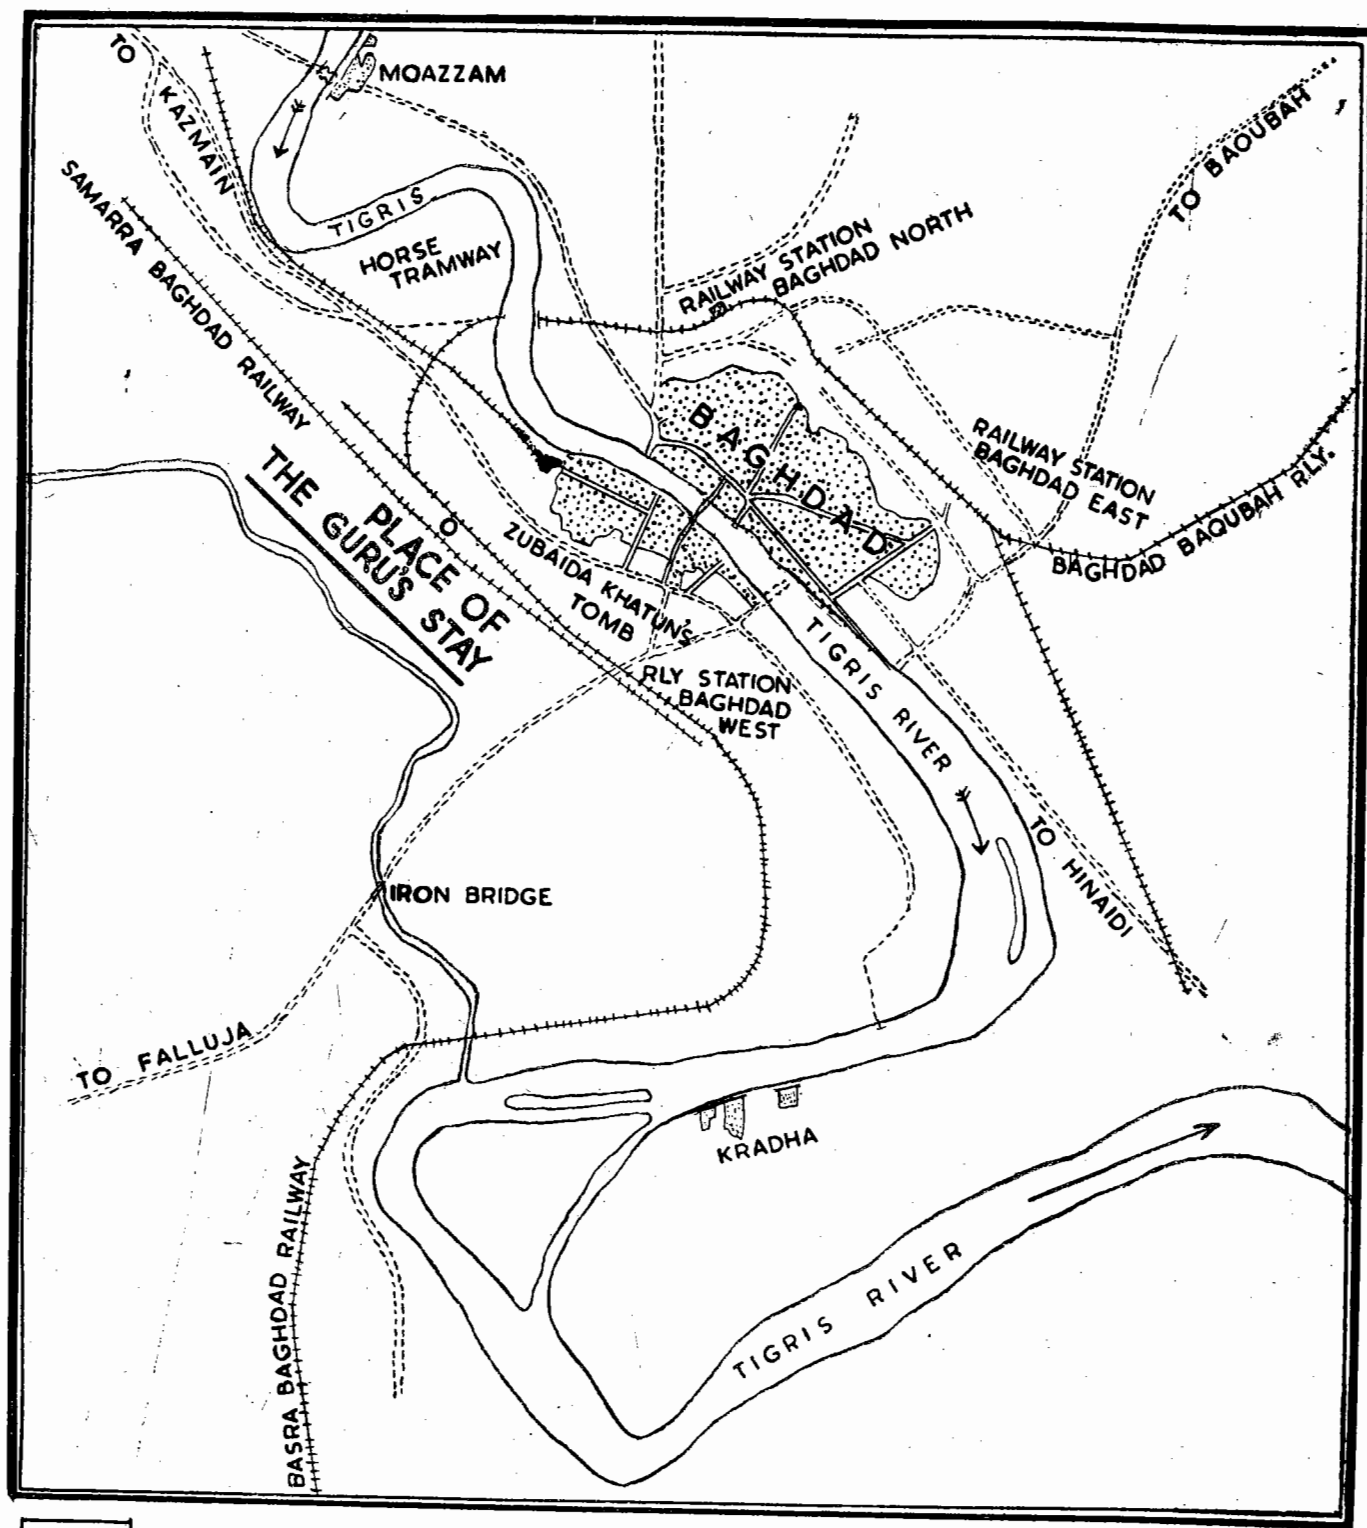 MOAZZAM
TO
KAZMAIN
TIGRIS
HORSE
TRAMWAY
SAMARRA BAGHDAD RAILWAY
RAILWAY STATION
BAGHDAD NORTH
TO BAOUBAH
BAGHDAD
RAILWAY STATION
BAGHDAD EAST
BAGHDAD BAQUBAH RLY.
THE PLACE OF
GURU'S STAY
ZUBAIDA KHATUN'S
TOMB
RLY STATION
BAGHDAD
WEST
TIGRIS RIVER
TO HINAIDI
IRON BRIDGE
TO FALLUJA
KRADHA
BASRA BAGHDAD RAILWAY
TIGRIS RIVER